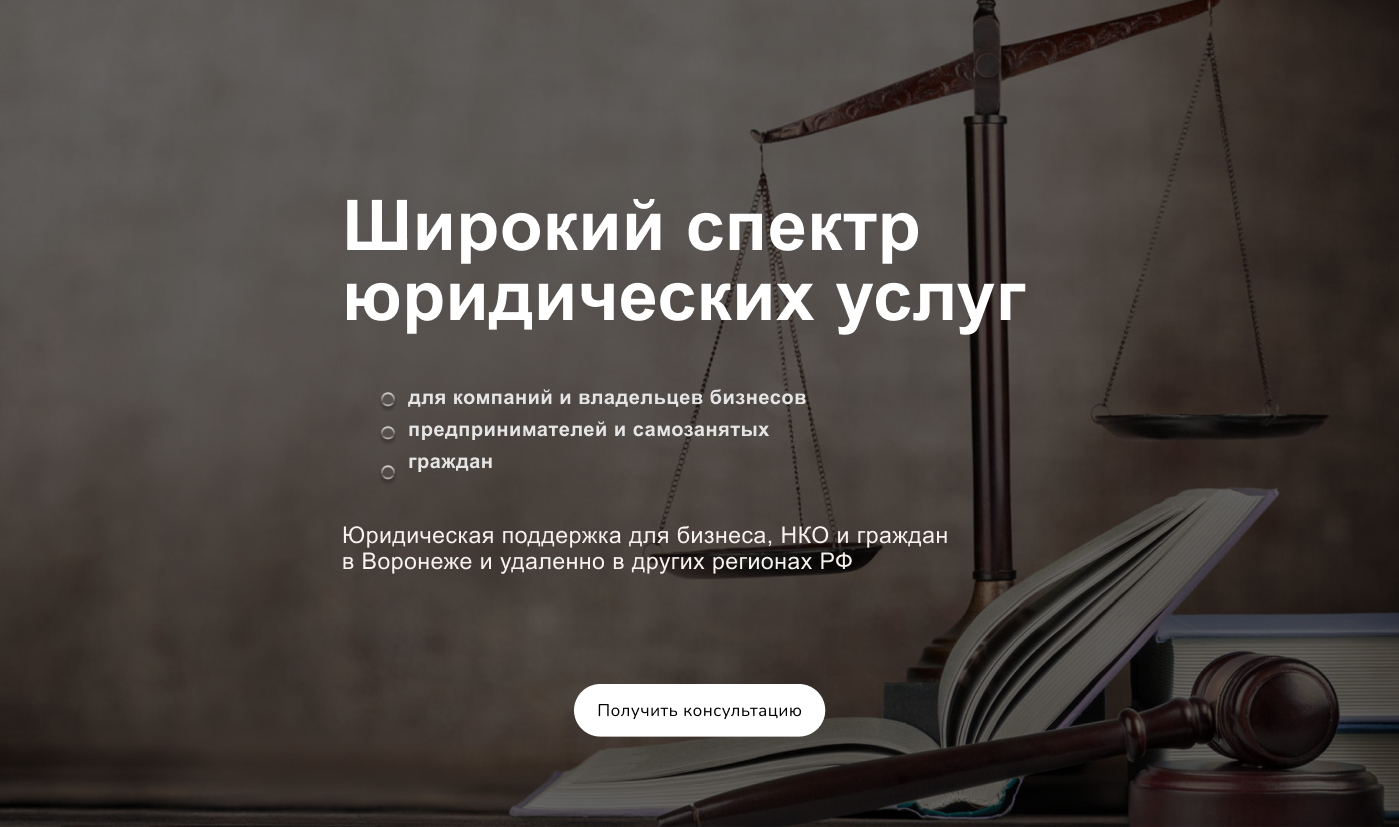 Широкий спектр
юридических услуг
для компаний и владельцев бизнесов
предпринимателей и самозанятых
граждан
Юридическая поддержка для бизнеса, НКО и граждан
в Воронеже и удаленно в других регионах РФ
Получить консультацию